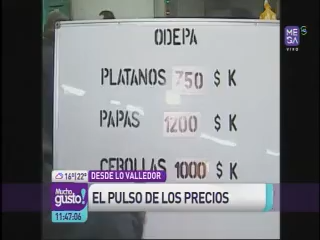 ODEPA
MEGA
VIVO
PLATANOS 750 $ K
PAPAS 1200 $ K
CEBOLLAS 1000 $ K
16° 22°
DESDE LO VALLEDOR
Mucho gusto!
EL PULSO DE LOS PRECIOS
11:47:06